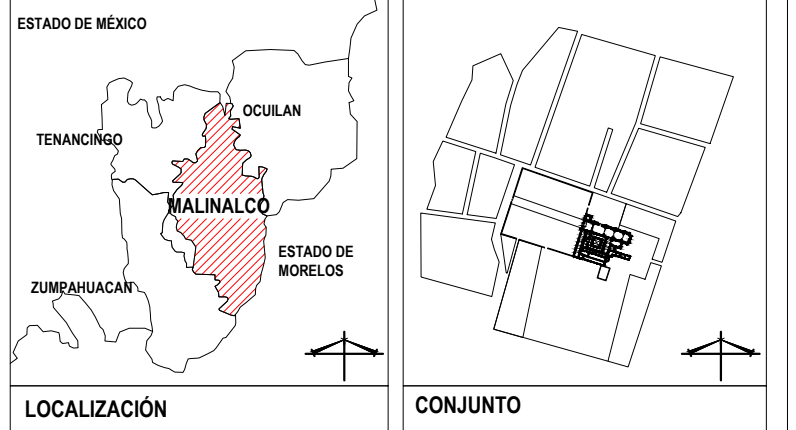 ESTADO DE MÉXICO
OCUILAN
TENANCINGO
MALINALCO
ESTADO DE
MORELOS
ZUMPAHUACAN
LOCALIZACIÓN
CONJUNTO